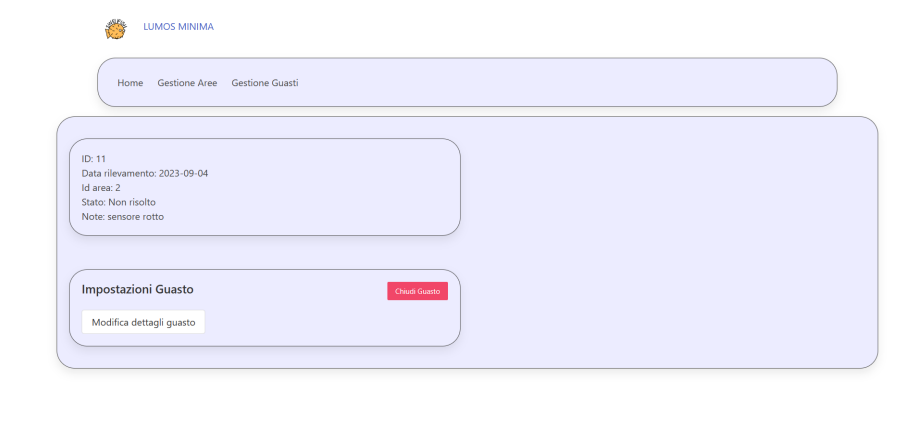 LUMOS MINIMA
Home Gestione Aree Gestione Guasti
ID: 11
Data rilevamento: 2023-09-04
Id area: 2
Stato: Non risolto
Note: sensore rotto
Impostazioni Guasto
Chiudi Guasto
Modifica dettagli guasto